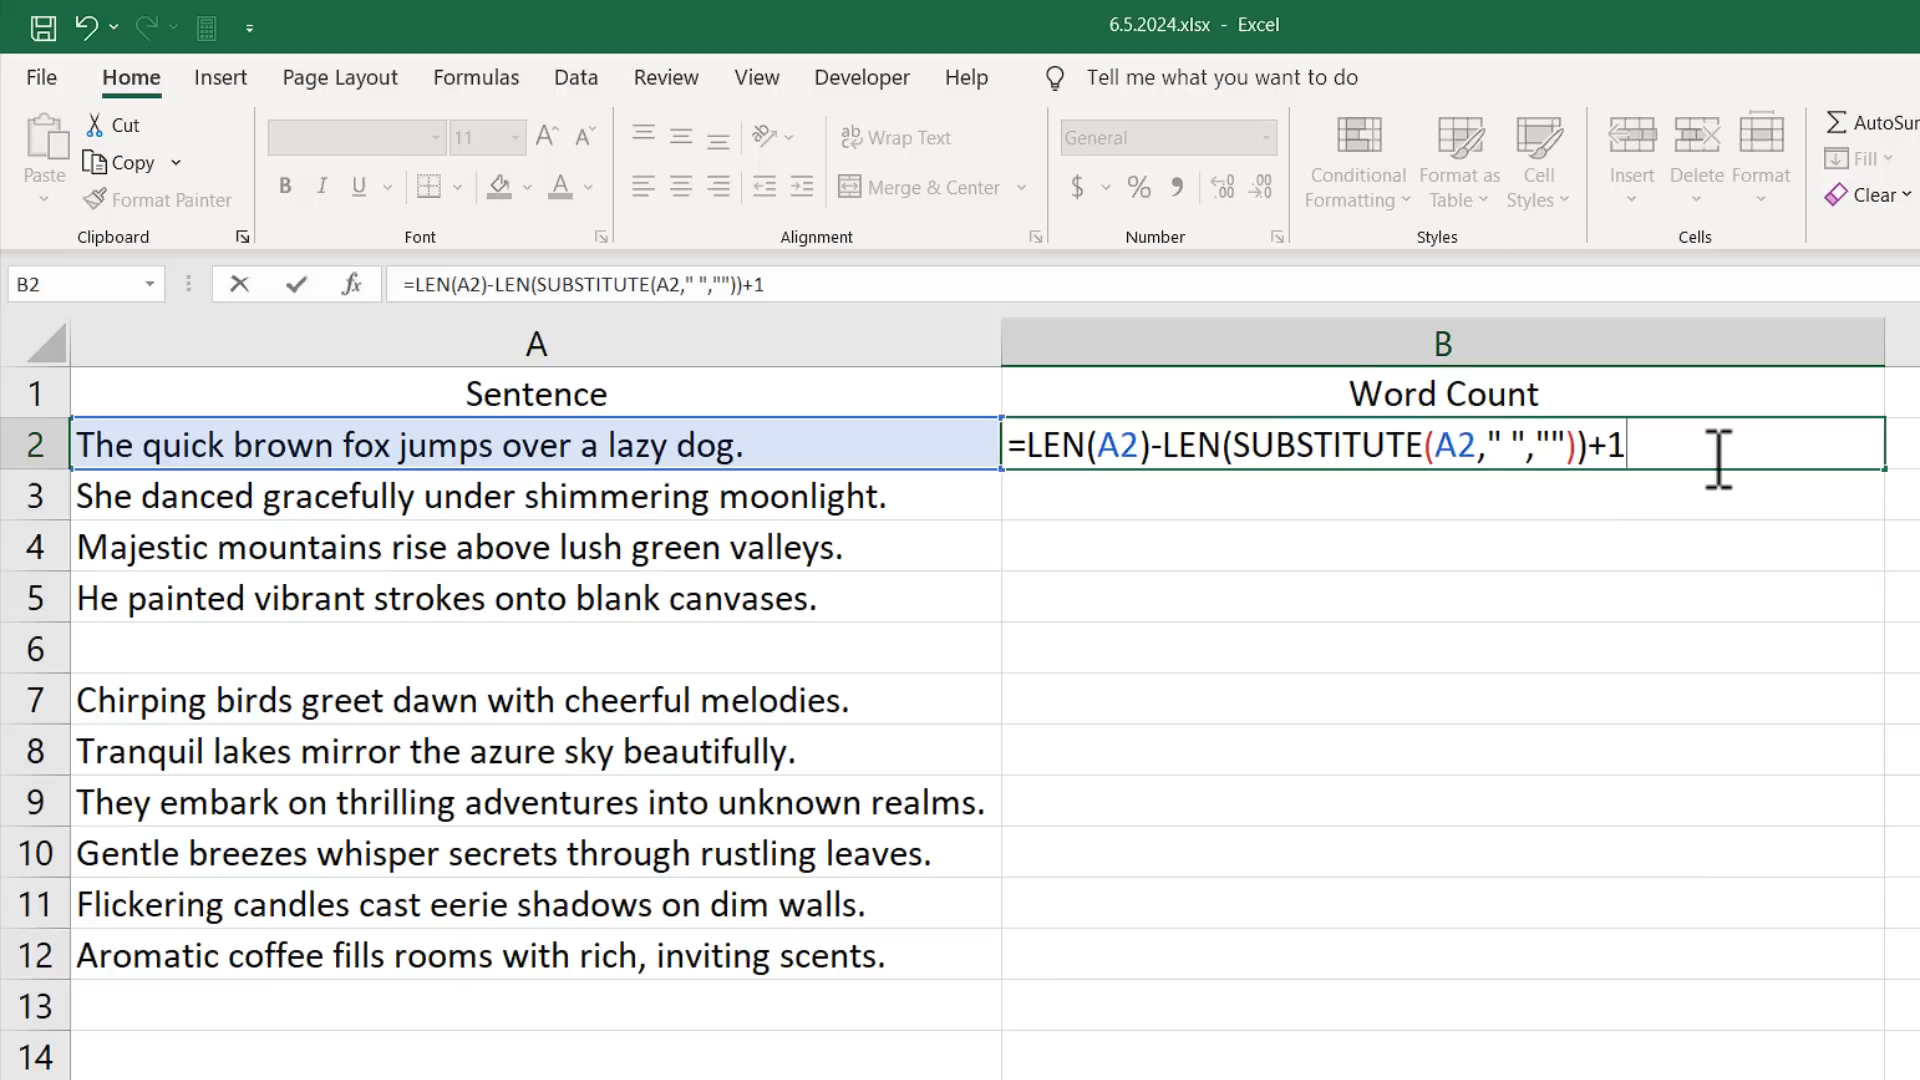 6.5.2024.xlsx - Excel
File Home Insert Page Layout Formulas Data Review View Developer Help Tell me what you want to do
Paste
Cut
Copy
Format Painter
Clipboard
11
B I U
Font
Wrap Text
Merge & Center
Alignment
General
$ % ,
Number
Conditional Formatting
Format as Table
Cell Styles
Styles
Insert
Delete
Format
Cells
AutoSum
Fill
Clear
B2 fx =LEN(A2)-LEN(SUBSTITUTE(A2," ",""))+1
A B
1 Sentence Word Count
2 The quick brown fox jumps over a lazy dog. =LEN(A2)-LEN(SUBSTITUTE(A2," ",""))+1
3 She danced gracefully under shimmering moonlight.
4 Majestic mountains rise above lush green valleys.
5 He painted vibrant strokes onto blank canvases.
6
7 Chirping birds greet dawn with cheerful melodies.
8 Tranquil lakes mirror the azure sky beautifully.
9 They embark on thrilling adventures into unknown realms.
10 Gentle breezes whisper secrets through rustling leaves.
11 Flickering candles cast eerie shadows on dim walls.
12 Aromatic coffee fills rooms with rich, inviting scents.
13
14